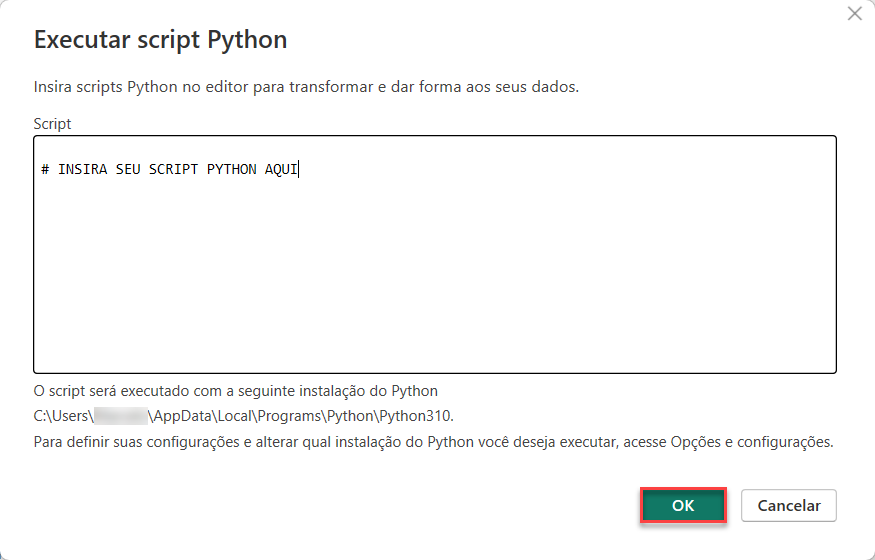 Executar script Python
Insira scripts Python no editor para transformar e dar forma aos seus dados.
Script
# INSIRA SEU SCRIPT PYTHON AQUI
O script será executado com a seguinte instalação do Python
C:\Users\ \AppData\Local\Programs\Python\Python310.
Para definir suas configurações e alterar qual instalação do Python você deseja executar, acesse Opções e configurações.
OK
Cancelar